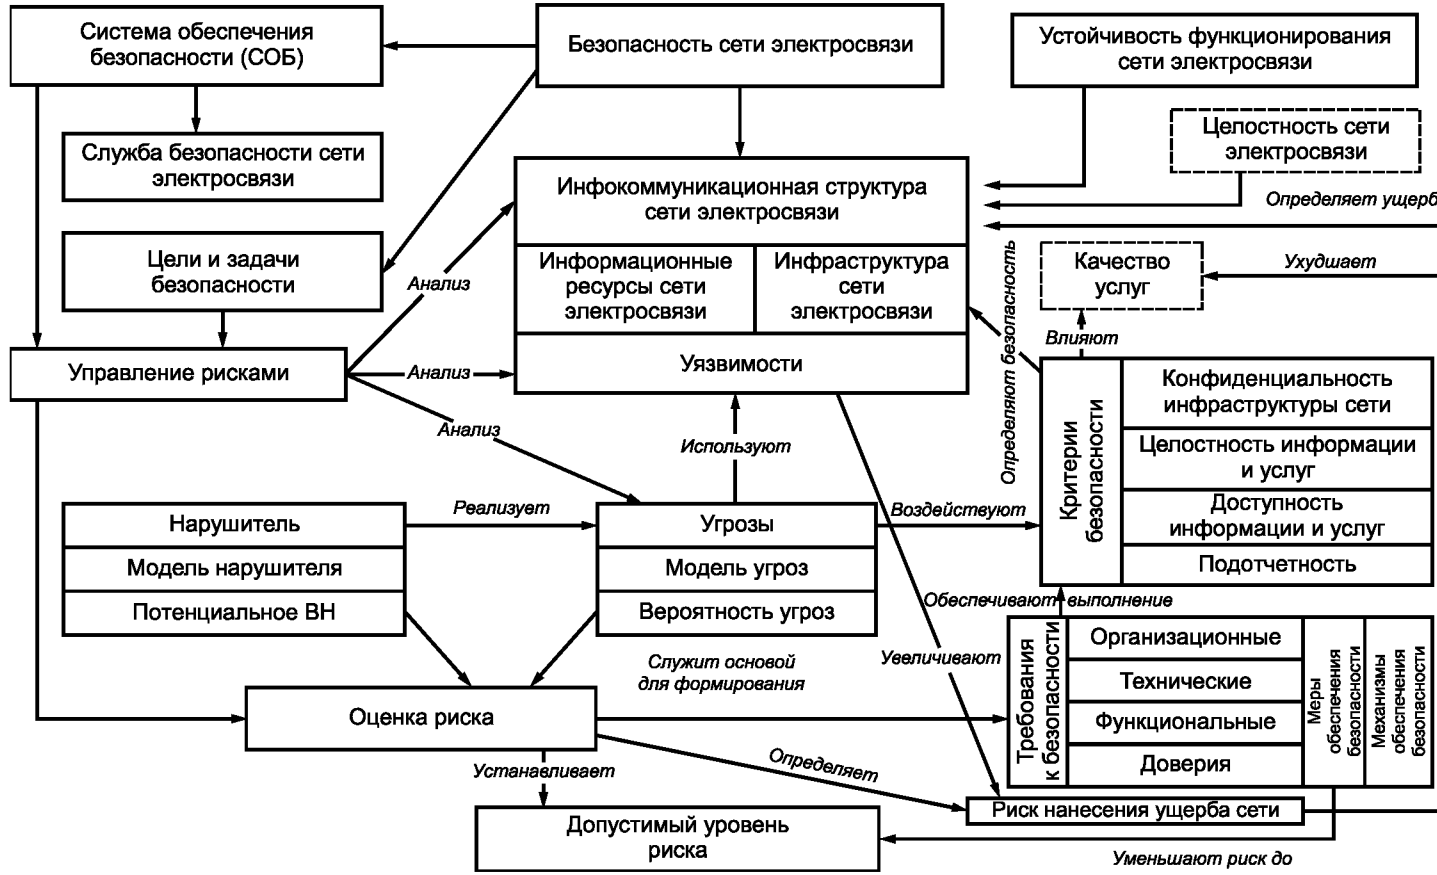 Система обеспечения
безопасности (СОБ)
Безопасность сети электросвязи
Устойчивость функционирования
сети электросвязи
Целостность сети
электросвязи
Служба безопасности сети
электросвязи
Инфокоммуникационная структура
сети электросвязи
Определяет ущерб
Цели и задачи
безопасности
Анализ
Информационные
ресурсы сети
электросвязи
Инфраструктура
сети
электросвязи
Определяют безопасность
Качество
услуг
Ухудшает
Влияют
Управление рисками
Анализ
Уязвимости
Анализ
Используют
Критерии
безопасности
Конфиденциальность
инфраструктуры сети
Целостность информации
и услуг
Доступность
информации и услуг
Подотчетность
Нарушитель
Модель нарушителя
Потенциальное ВН
Реализует
Угрозы
Модель угроз
Вероятность угроз
Воздействуют
Обеспечивают выполнение
Увеличивают
Служит основой
для формирования
Оценка риска
Требования
к безопасности
Организационные
Технические
Функциональные
Доверия
Меры
обеспечения
безопасности
Механизмы
обеспечения
безопасности
Устанавливает
Определяет
Риск нанесения ущерба сети
Допустимый уровень
риска
Уменьшают риск до